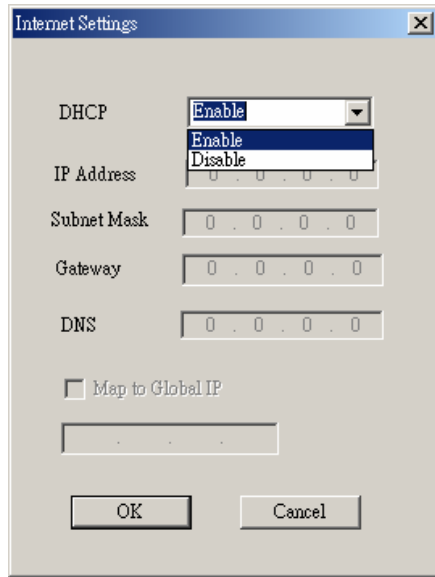 Internet Settings
DHCP
Enable
Enable
Disable
IP Address
0 . 0 . 0 . 0
Subnet Mask
0 . 0 . 0 . 0
Gateway
0 . 0 . 0 . 0
DNS
0 . 0 . 0 . 0
Map to Global IP
. . .
OK
Cancel